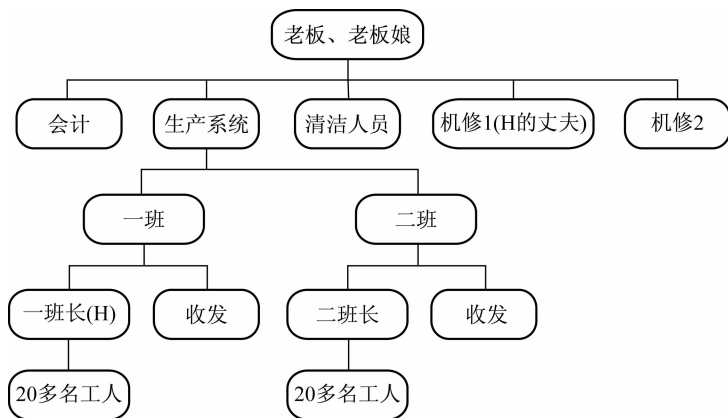 老板、老板娘
会计
生产系统
清洁人员
机修1(H的丈夫)
机修2
一班
二班
一班长(H)
收发
二班长
收发
20多名工人
20多名工人